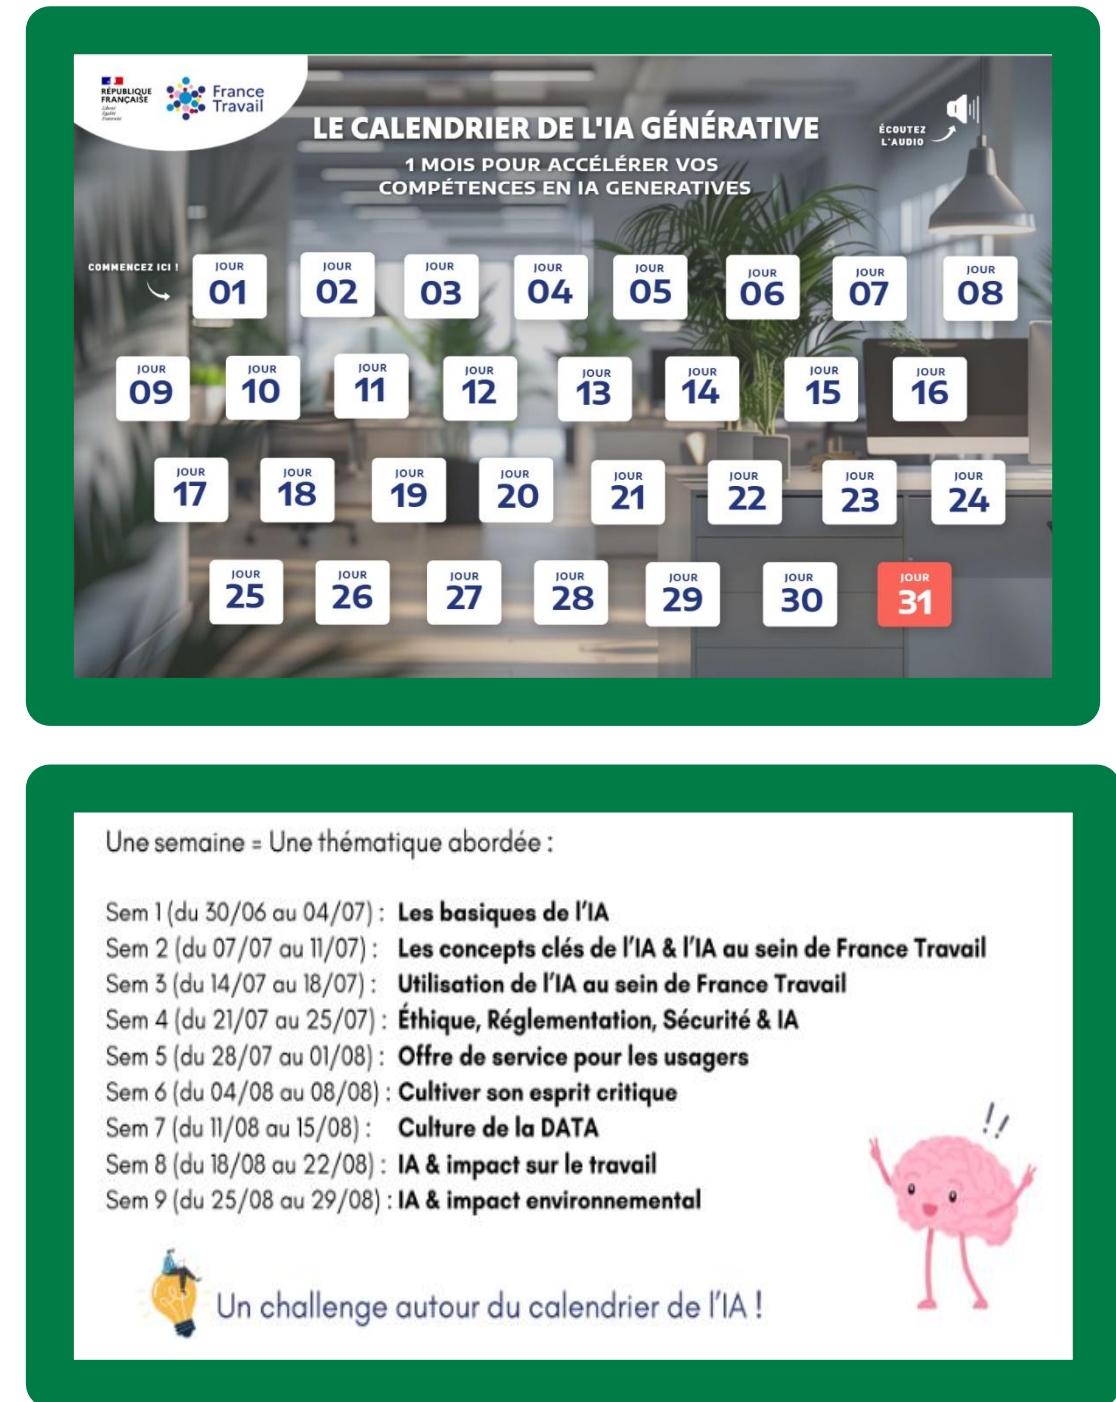 RÉPUBLIQUE
FRANÇAISE
Liberté
Égalité
Fraternité
France
Travail
LE CALENDRIER DE L'IA GÉNÉRATIVE
1 MOIS POUR ACCÉLÉRER VOS
COMPÉTENCES EN IA GENERATIVES
ÉCOUTEZ
L'AUDIO
COMMENCEZ ICI !
JOUR 01
JOUR 02
JOUR 03
JOUR 04
JOUR 05
JOUR 06
JOUR 07
JOUR 08
JOUR 09
JOUR 10
JOUR 11
JOUR 12
JOUR 13
JOUR 14
JOUR 15
JOUR 16
JOUR 17
JOUR 18
JOUR 19
JOUR 20
JOUR 21
JOUR 22
JOUR 23
JOUR 24
JOUR 25
JOUR 26
JOUR 27
JOUR 28
JOUR 29
JOUR 30
JOUR 31
Une semaine = Une thématique abordée :
Sem 1 (du 30/06 au 04/07) : Les basiques de l'IA
Sem 2 (du 07/07 au 11/07) : Les concepts clés de l'IA & l'IA au sein de France Travail
Sem 3 (du 14/07 au 18/07) : Utilisation de l'IA au sein de France Travail
Sem 4 (du 21/07 au 25/07) : Éthique, Réglementation, Sécurité & IA
Sem 5 (du 28/07 au 01/08) : Offre de service pour les usagers
Sem 6 (du 04/08 au 08/08) : Cultiver son esprit critique
Sem 7 (du 11/08 au 15/08) : Culture de la DATA
Sem 8 (du 18/08 au 22/08) : IA & impact sur le travail
Sem 9 (du 25/08 au 29/08) : IA & impact environnemental
Un challenge autour du calendrier de l'IA !